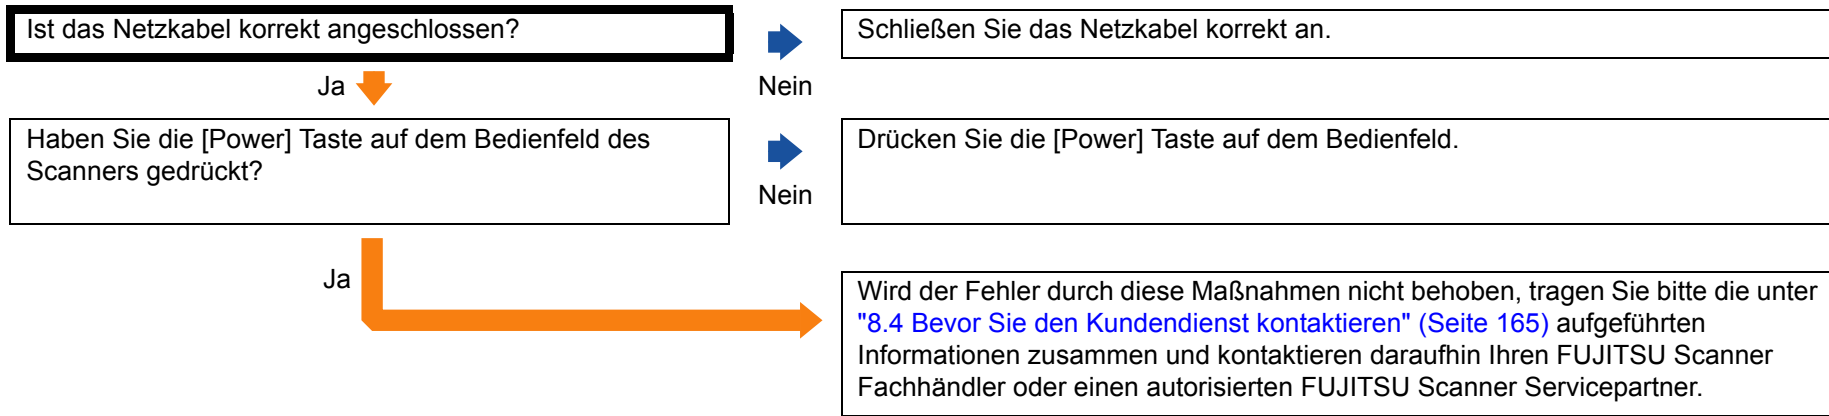 Ist das Netzkabel korrekt angeschlossen?
Schließen Sie das Netzkabel korrekt an.
Ja
Nein
Haben Sie die [Power] Taste auf dem Bedienfeld des
Scanners gedrückt?
Drücken Sie die [Power] Taste auf dem Bedienfeld.
Nein
Ja
Wird der Fehler durch diese Maßnahmen nicht behoben, tragen Sie bitte die unter
"8.4 Bevor Sie den Kundendienst kontaktieren" (Seite 165) aufgeführten
Informationen zusammen und kontaktieren daraufhin Ihren FUJITSU Scanner
Fachhändler oder einen autorisierten FUJITSU Scanner Servicepartner.